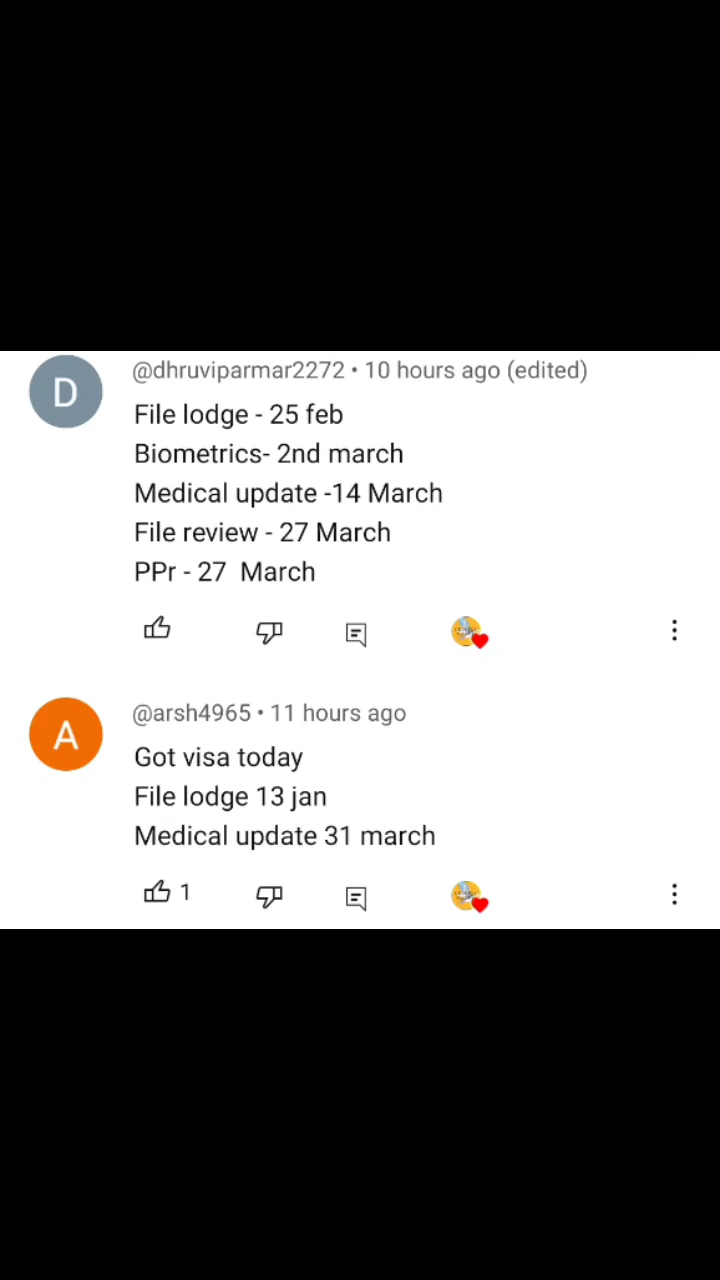 D
@dhruviparmar2272 • 10 hours ago (edited)
File lodge - 25 feb
Biometrics- 2nd march
Medical update -14 March
File review - 27 March
PPr - 27  March
A
@arsh4965 • 11 hours ago
Got visa today
File lodge 13 jan
Medical update 31 march
1